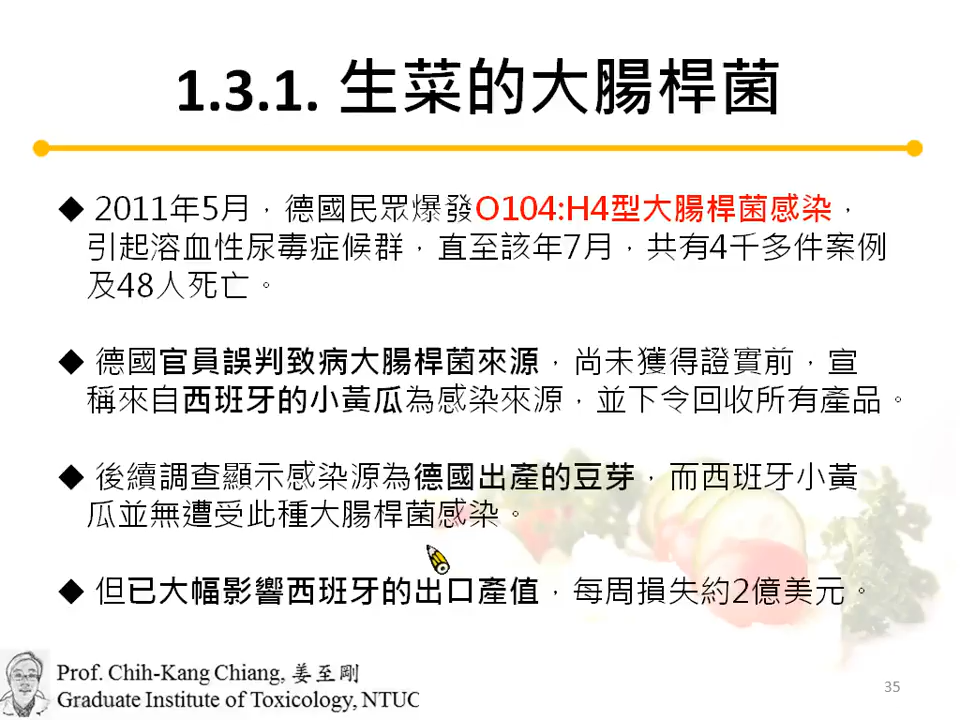 1.3.1. 生菜的大腸桿菌
◆ 2011年5月，德國民眾爆發O104:H4型大腸桿菌感染，
引起溶血性尿毒症候群，直至該年7月，共有4千多件案例
及48人死亡。
◆ 德國官員誤判致病大腸桿菌來源，尚未獲得證實前，宣
稱來自西班牙的小黃瓜為感染來源，並下令回收所有產品。
◆ 後續調查顯示感染源為德國出產的豆芽，而西班牙小黃
瓜並無遭受此種大腸桿菌感染。
◆ 但已大幅影響西班牙的出口產值，每周損失約2億美元。
Prof. Chih-Kang Chiang, 姜至剛
Graduate Institute of Toxicology, NTUC
35